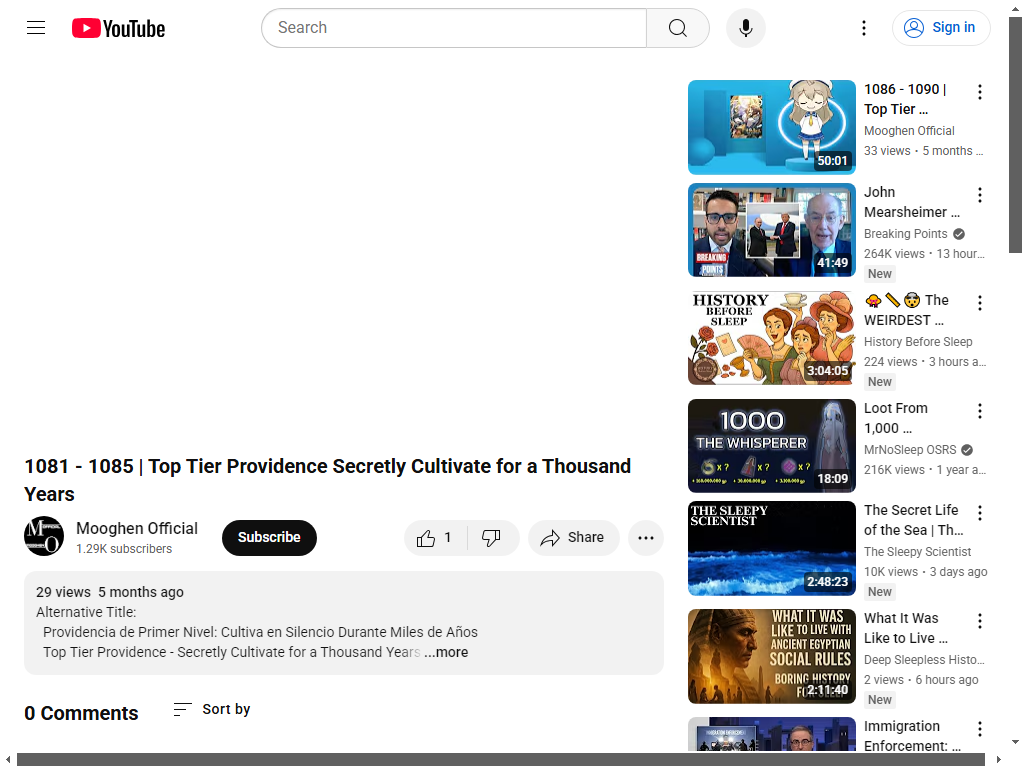 YouTube
Search
Sign in
1081 - 1085 | Top Tier Providence Secretly Cultivate for a Thousand
Years
Mooghen Official
1.29K subscribers
Subscribe
1
Share
29 views 5 months ago
Alternative Title:
Providencia de Primer Nivel: Cultiva en Silencio Durante Miles de Años
Top Tier Providence - Secretly Cultivate for a Thousand Years ...more
0 Comments
Sort by
50:01
1086 - 1090 |
Top Tier ...
Mooghen Official
33 views • 5 months ...
BREAKING
POINTS
41:49
John
Mearsheimer ...
Breaking Points
264K views • 13 hour...
New
HISTORY
BEFORE
SLEEP
3:04:05
The
WEIRDEST ...
History Before Sleep
224 views • 3 hours a...
New
1000
THE WHISPERER
x ? x ? x ?
18:09
Loot From
1,000 ...
MrNoSleep OSRS
216K views • 1 year a...
THE SLEEPY
SCIENTIST
2:48:23
The Secret Life
of the Sea | Th...
The Sleepy Scientist
10K views • 3 days ago
New
WHAT IT WAS
LIKE TO LIVE WITH
ANCIENT EGYPTIAN
SOCIAL RULES
BORING HISTORY
FOR SLEEP
2:11:40
What It Was
Like to Live ...
Deep Sleepless Histo...
2 views • 6 hours ago
New
Immigration
Enforcement: ...